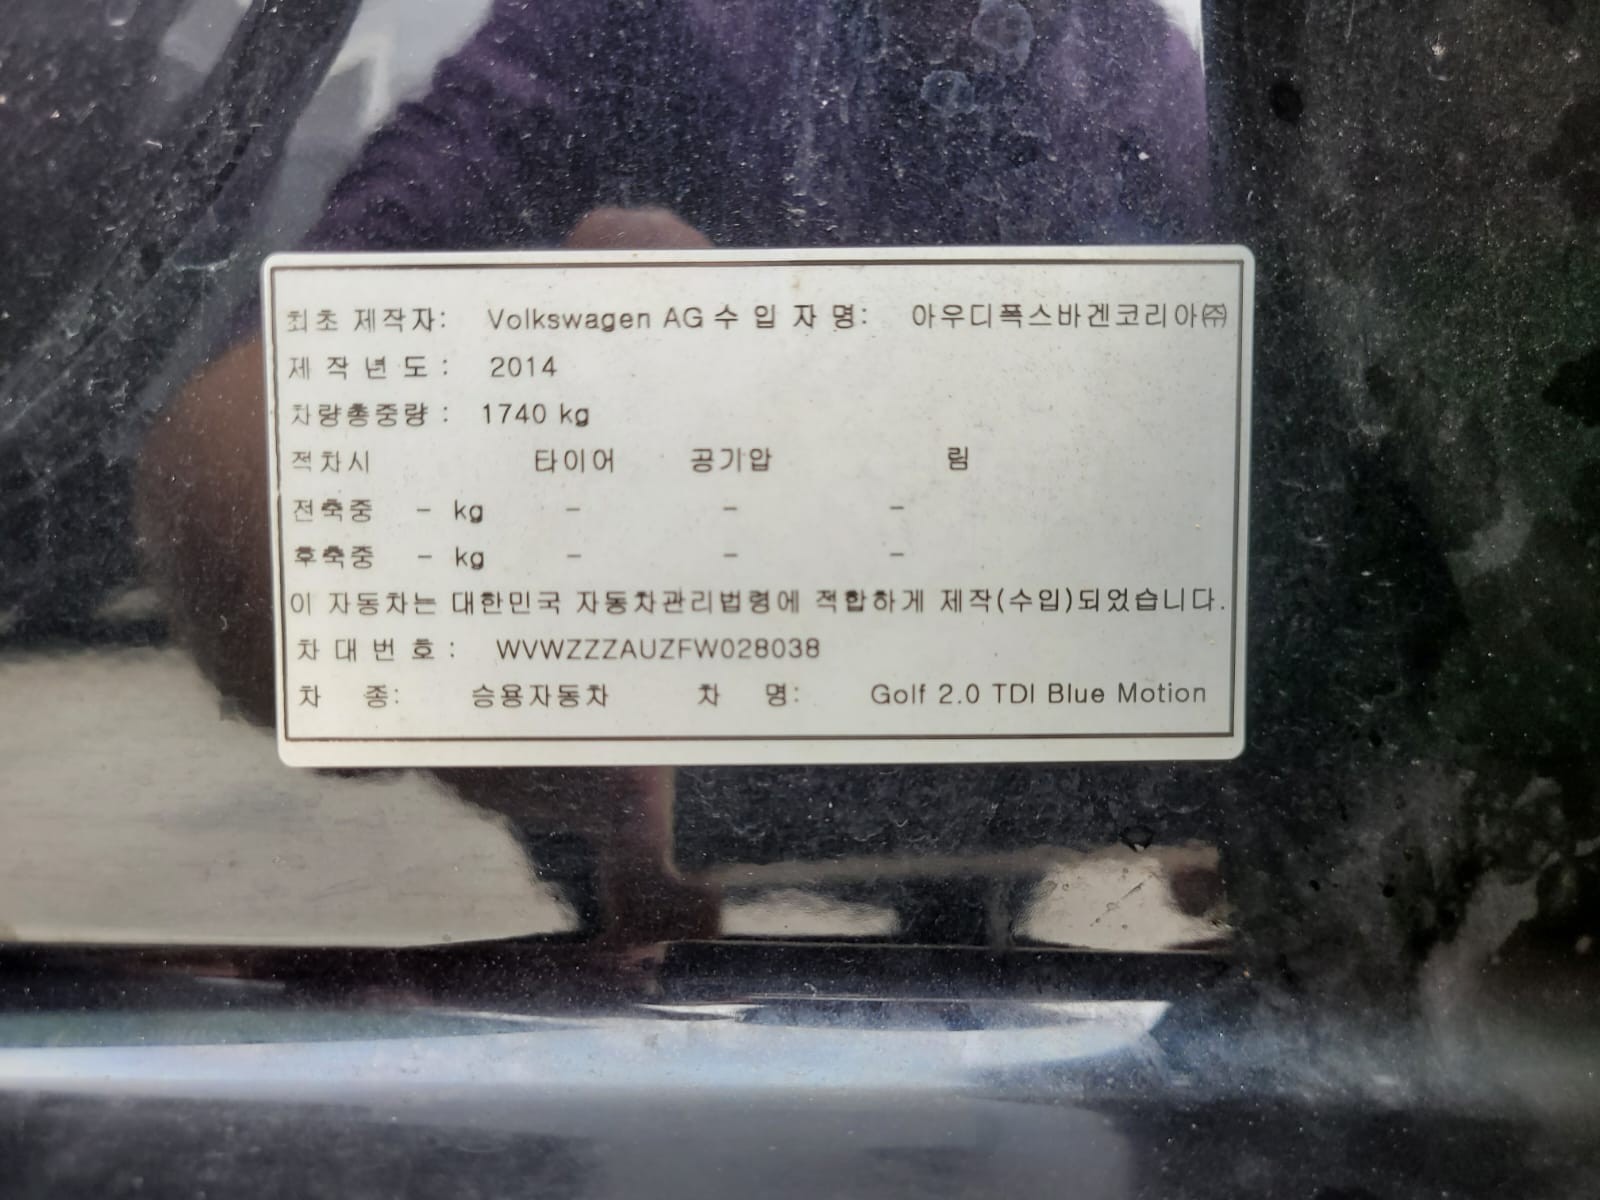 최초 제작자: Volkswagen AG 수 입 자 명: 아우디폭스바겐코리아㈜
제 작 년 도 : 2014
차량총중량 : 1740 kg
적차시 타이어 공기압 림
전축중 - kg - - -
후축중 - kg - - -
이 자동차는 대한민국 자동차관리법령에 적합하게 제작(수입)되었습니다.
차 대 번 호 : WVWZZZAUZFW028038
차 종: 승용자동차 차 명: Golf 2.0 TDI Blue Motion